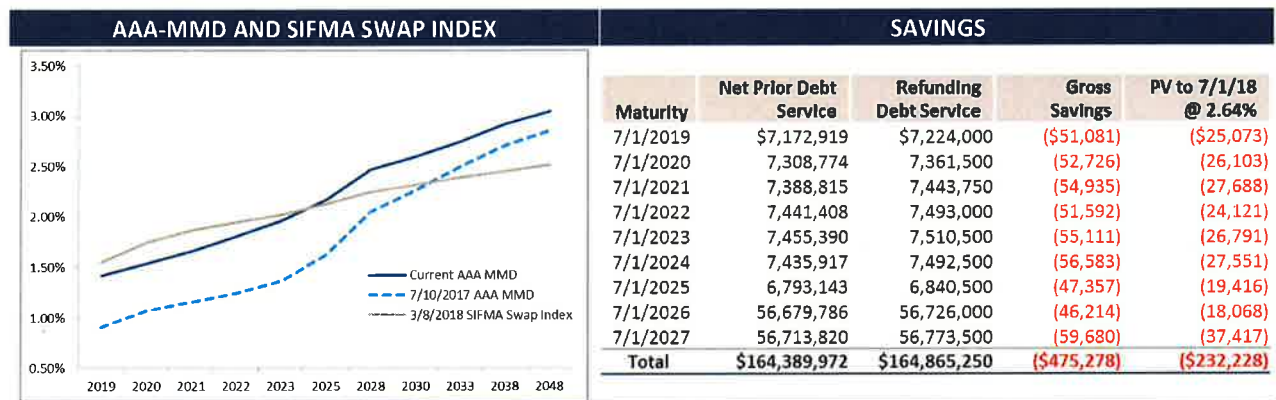 AAA-MMD AND SIFMA SWAP INDEX
3.50%
3.00%
2.50%
2.00%
1.50%
1.00%
0.50%
Current AAA MMD
7/10/2017 AAA MMD
3/8/2018 SIFMA Swap Index
2019 2020 2021 2022 2023 2025 2028 2030 2033 2038 2048
SAVINGS
Net Prior Debt Refunding Gross PV to 7/1/18
Maturity Service Debt Service Savings @ 2.64%
7/1/2019 $7,172,919 $7,224,000 ($51,081) ($25,073)
7/1/2020 7,308,774 7,361,500 (52,726) (26,103)
7/1/2021 7,388,815 7,443,750 (54,935) (27,688)
7/1/2022 7,441,408 7,493,000 (51,592) (24,121)
7/1/2023 7,455,390 7,510,500 (55,111) (26,791)
7/1/2024 7,435,917 7,492,500 (56,583) (27,551)
7/1/2025 6,793,143 6,840,500 (47,357) (19,416)
7/1/2026 56,679,786 56,726,000 (46,214) (18,068)
7/1/2027 56,713,820 56,773,500 (59,680) (37,417)
Total $164,389,972 $164,865,250 ($475,278) ($232,228)